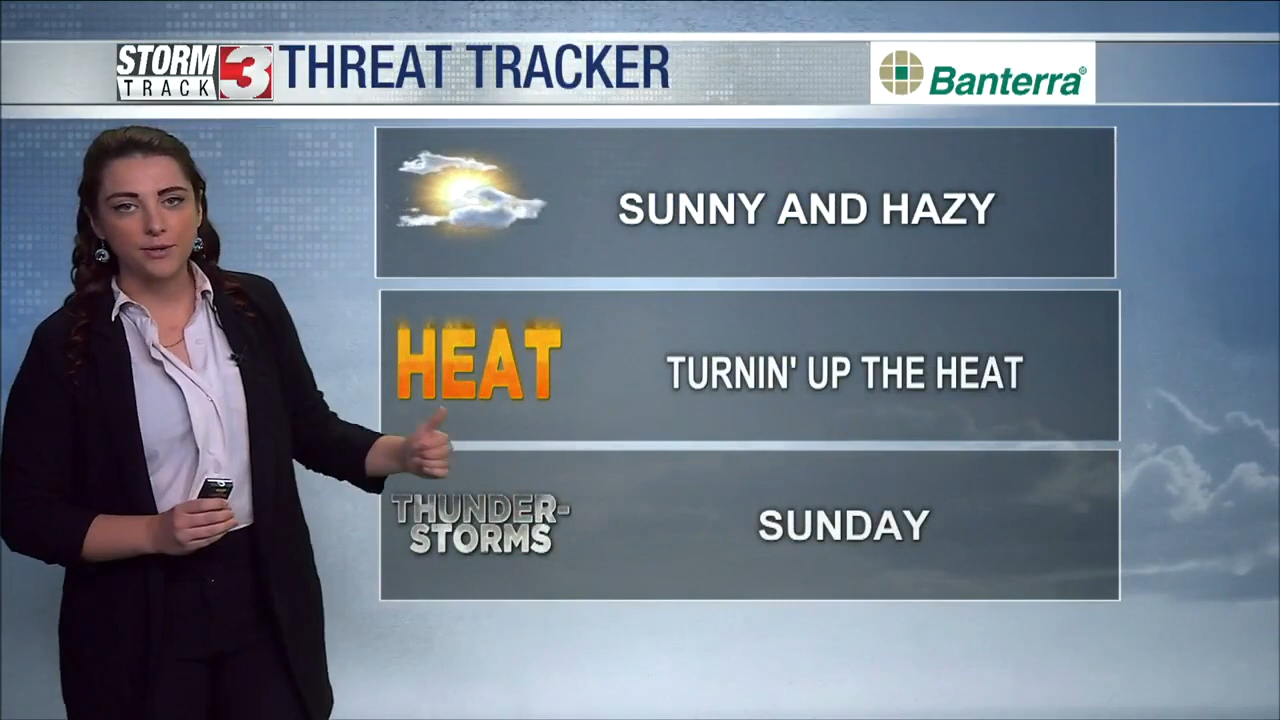 STORM
TRACK 3
THREAT TRACKER
Banterra®
SUNNY AND HAZY
HEAT
TURNIN' UP THE HEAT
THUNDER-
STORMS
SUNDAY